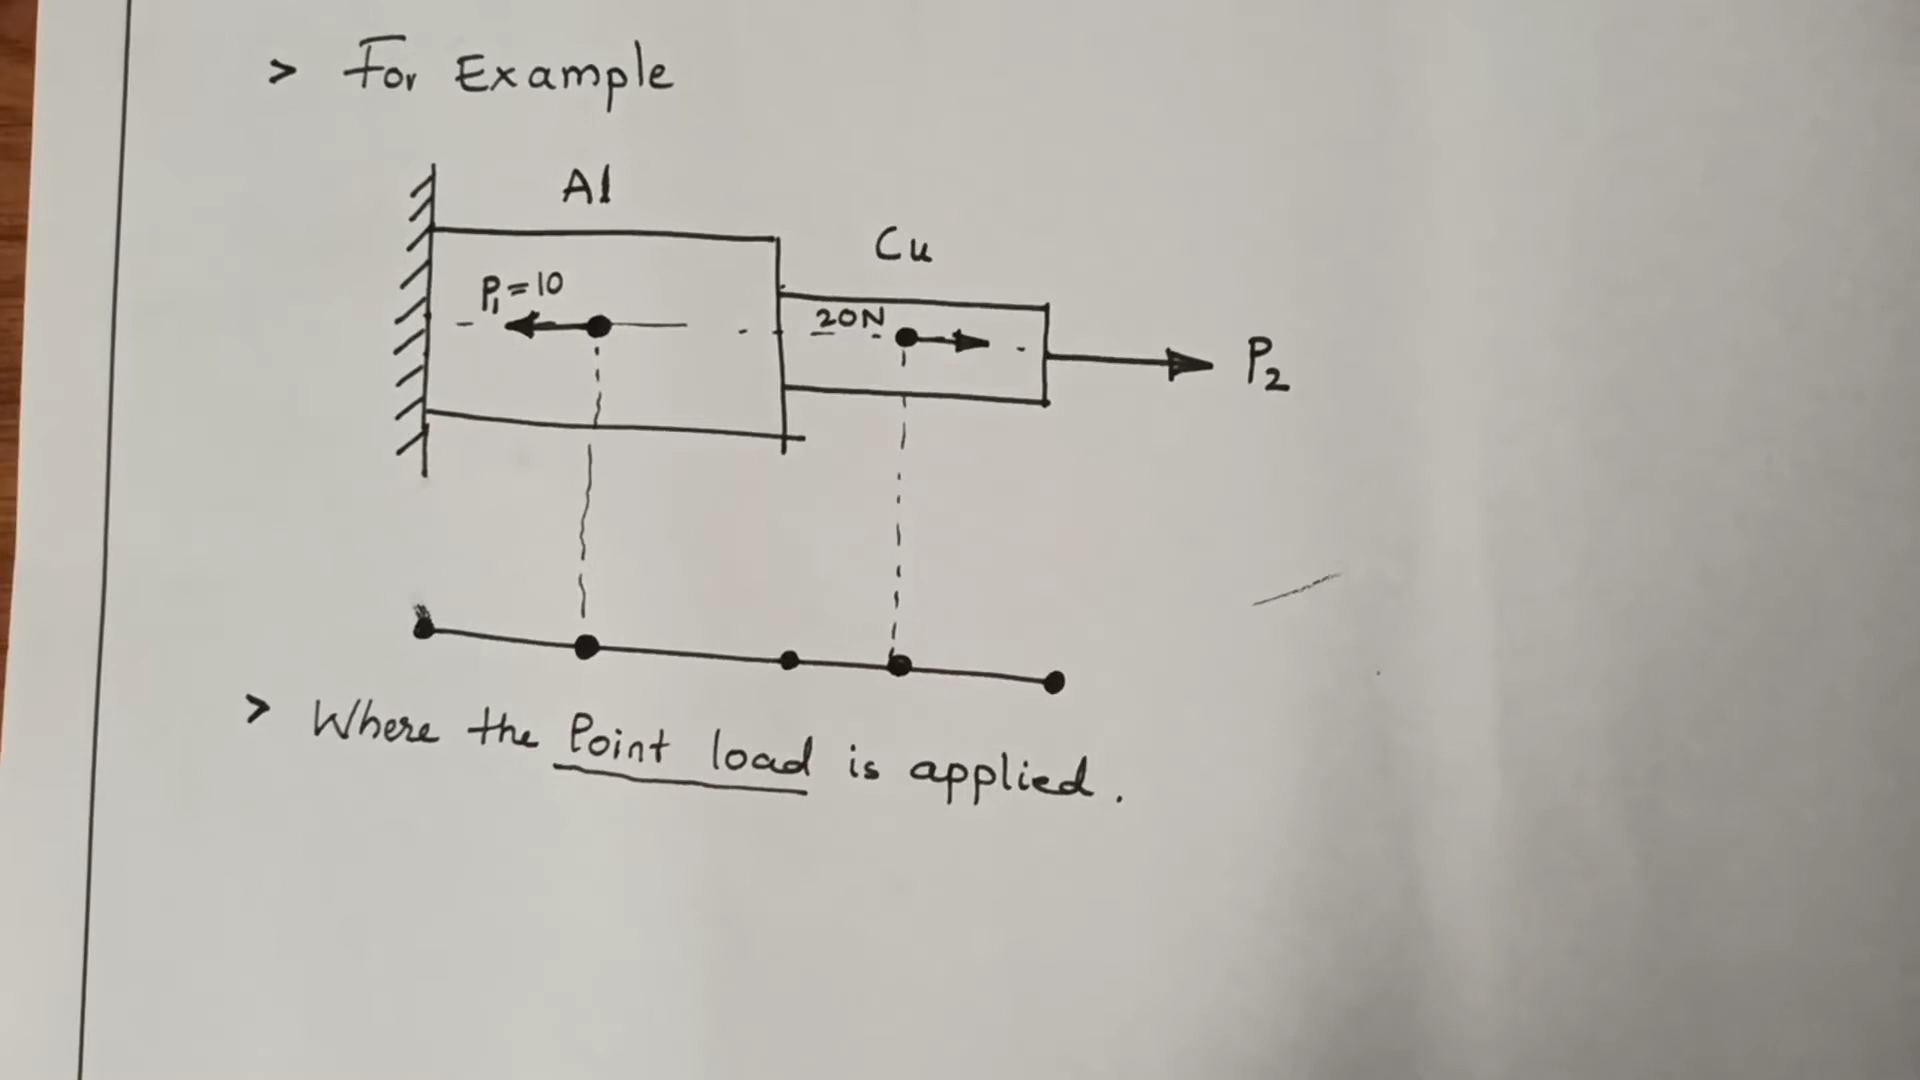 > For Example
Al
Cu
P₁=10
20N
P₂
> Where the Point load is applied.